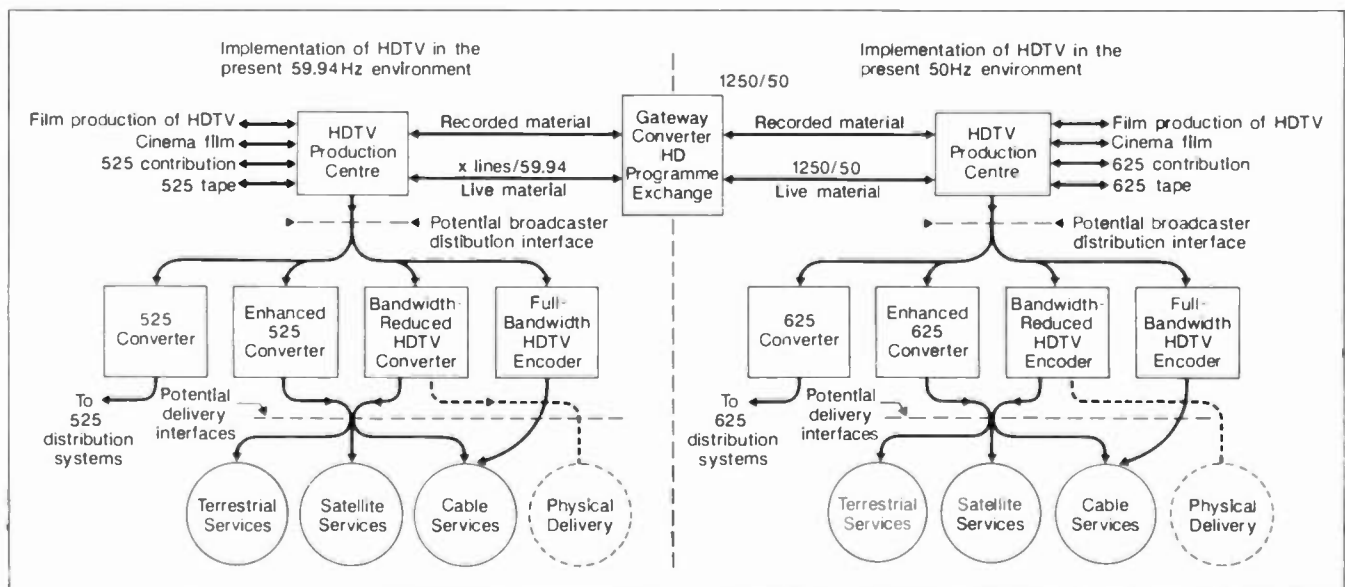 Implementation of HDTV in the
present 59.94Hz environment
Implementation of HDTV in the
present 50Hz environment
1250/50
Film production of HDTV
Cinema film
525 contribution
525 tape
HDTV
Production
Centre
Recorded material
x lines/59.94
Live material
Gateway
Converter
HD
Programme
Exchange
Recorded material
1250/50
Live material
HDTV
Production
Centre
Film production of HDTV
Cinema film
625 contribution
625 tape
Potential broadcaster
distibution interface
Potential broadcaster
distribution interface
525
Converter
Enhanced
525
Converter
Bandwidth-
Reduced
HDTV
Converter
Full-
Bandwidth
HDTV
Encoder
625
Converter
Enhanced
625
Converter
Bandwidth-
Reduced
HDTV
Encoder
Full-
Bandwidth
HDTV
Encoder
To
525
distribution
systems
Potential
delivery
interfaces
To
625
distribution
systems
Potential
delivery
interfaces
Terrestrial
Services
Satellite
Services
Cable
Services
Physical
Delivery
Terrestrial
Services
Satellite
Services
Cable
Services
Physical
Delivery